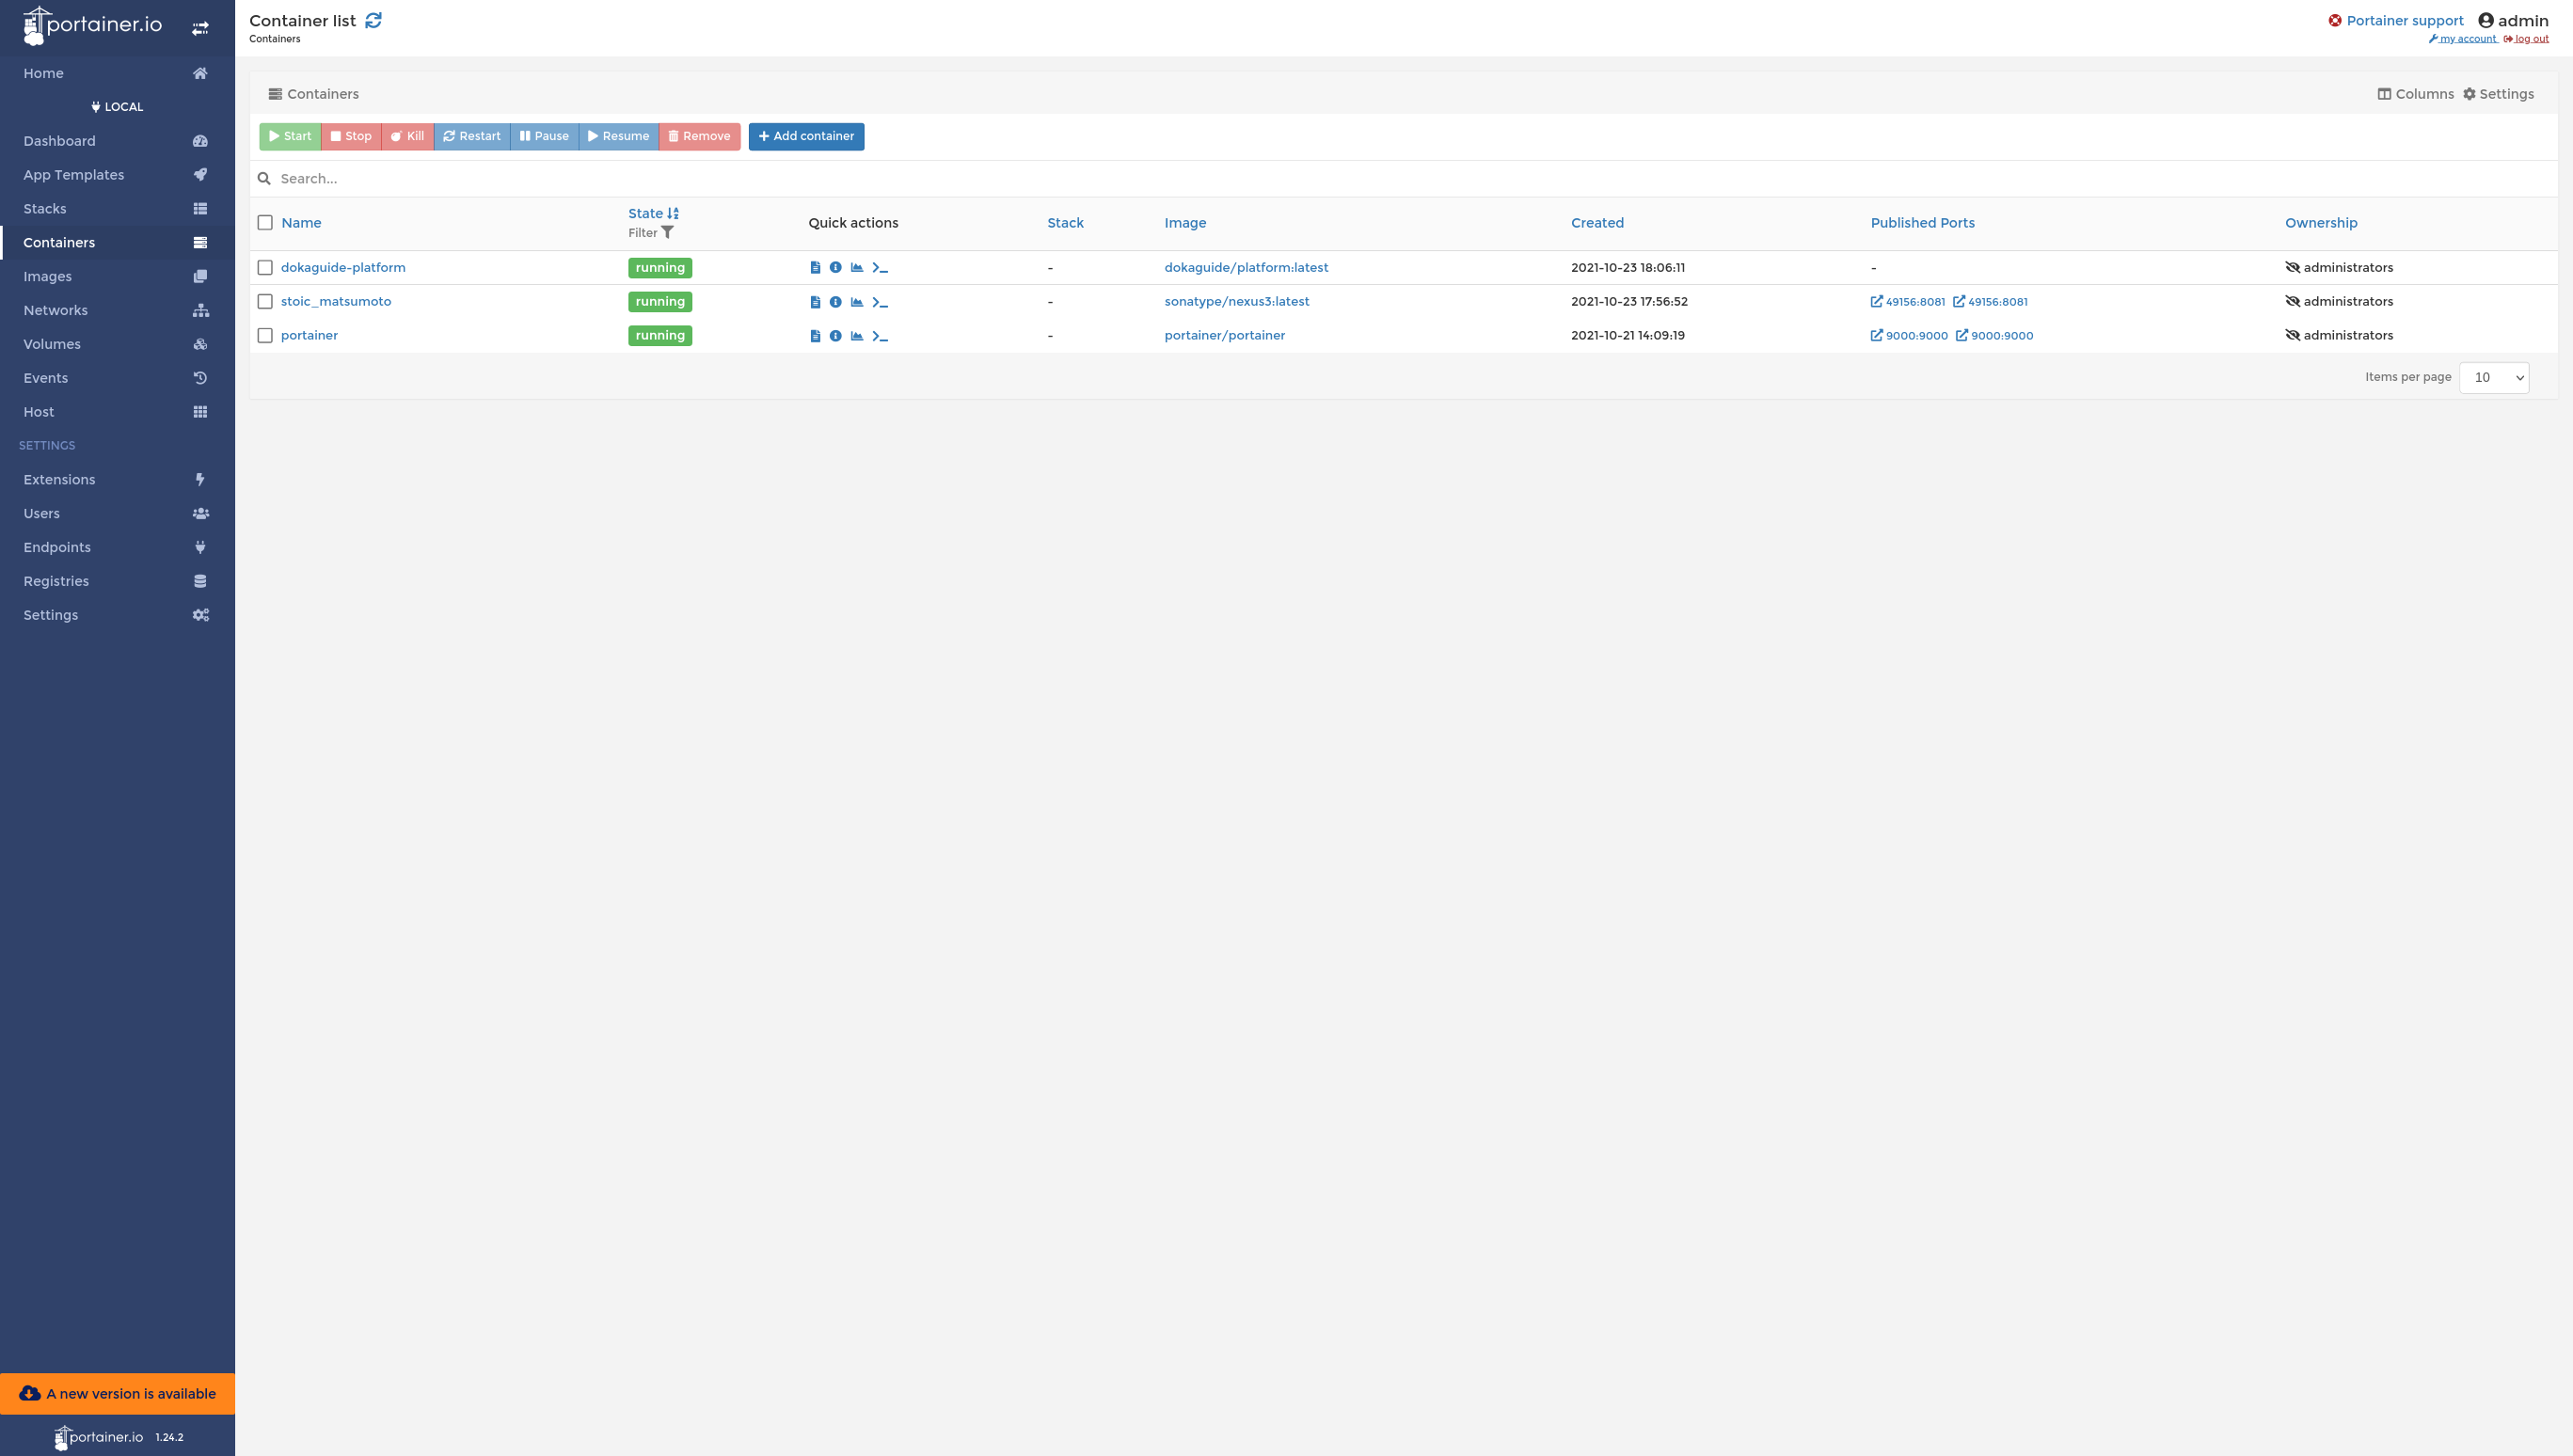 portainer.io
Home
LOCAL
Dashboard
App Templates
Stacks
Containers
Images
Networks
Volumes
Events
Host
SETTINGS
Extensions
Users
Endpoints
Registries
Settings
A new version is available
portainer.io 1.24.2
Container list
Containers
Portainer support admin
my account log out
Containers
Columns Settings
Start Stop Kill Restart Pause Resume Remove Add container
Search...
Name State Quick actions Stack Image Created Published Ports Ownership
Filter
dokaguide-platform running - dokaguide/platform:latest 2021-10-23 18:06:11 - administrators
stoic_matsumoto running - sonatype/nexus3:latest 2021-10-23 17:56:52 49156:8081 49156:8081 administrators
portainer running - portainer/portainer 2021-10-21 14:09:19 9000:9000 9000:9000 administrators
Items per page 10